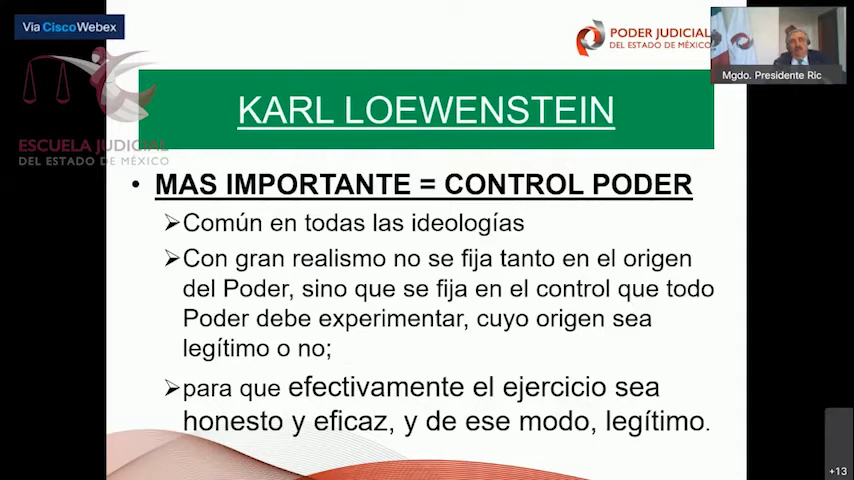 Via Cisco Webex
PODER JUDICIAL
DEL ESTADO DE MÉXICO
Mgdo. Presidente Ric
KARL LOEWENSTEIN
ESCUELA JUDICIAL
DEL ESTADO DE MÉXICO
• MAS IMPORTANTE = CONTROL PODER
➢Común en todas las ideologías
➢Con gran realismo no se fija tanto en el origen
del Poder, sino que se fija en el control que todo
Poder debe experimentar, cuyo origen sea
legítimo o no;
➢para que efectivamente el ejercicio sea
honesto y eficaz, y de ese modo, legítimo.
+13